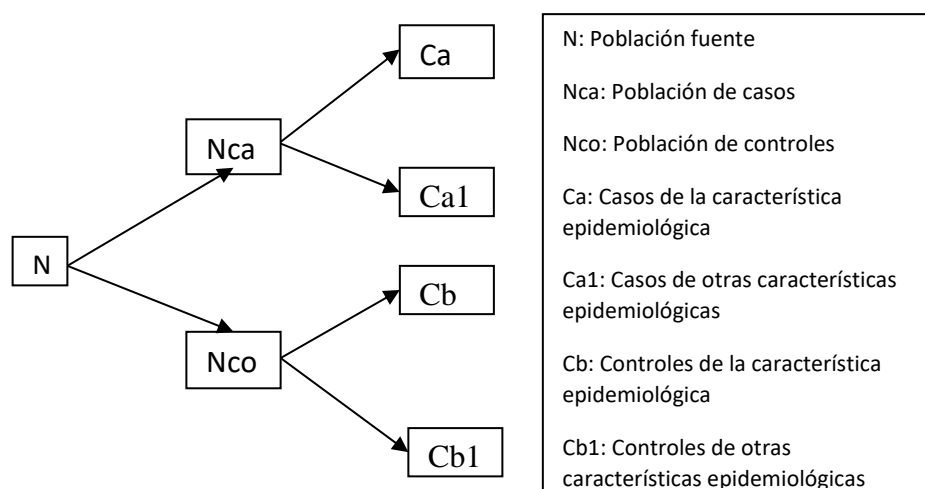 Ca
Nca
Ca1
N
Cb
Nco
Cb1
N: Población fuente
Nca: Población de casos
Nco: Población de controles
Ca: Casos de la característica
epidemiológica
Ca1: Casos de otras características
epidemiológicas
Cb: Controles de la característica
epidemiológica
Cb1: Controles de otras
características epidemiológicas